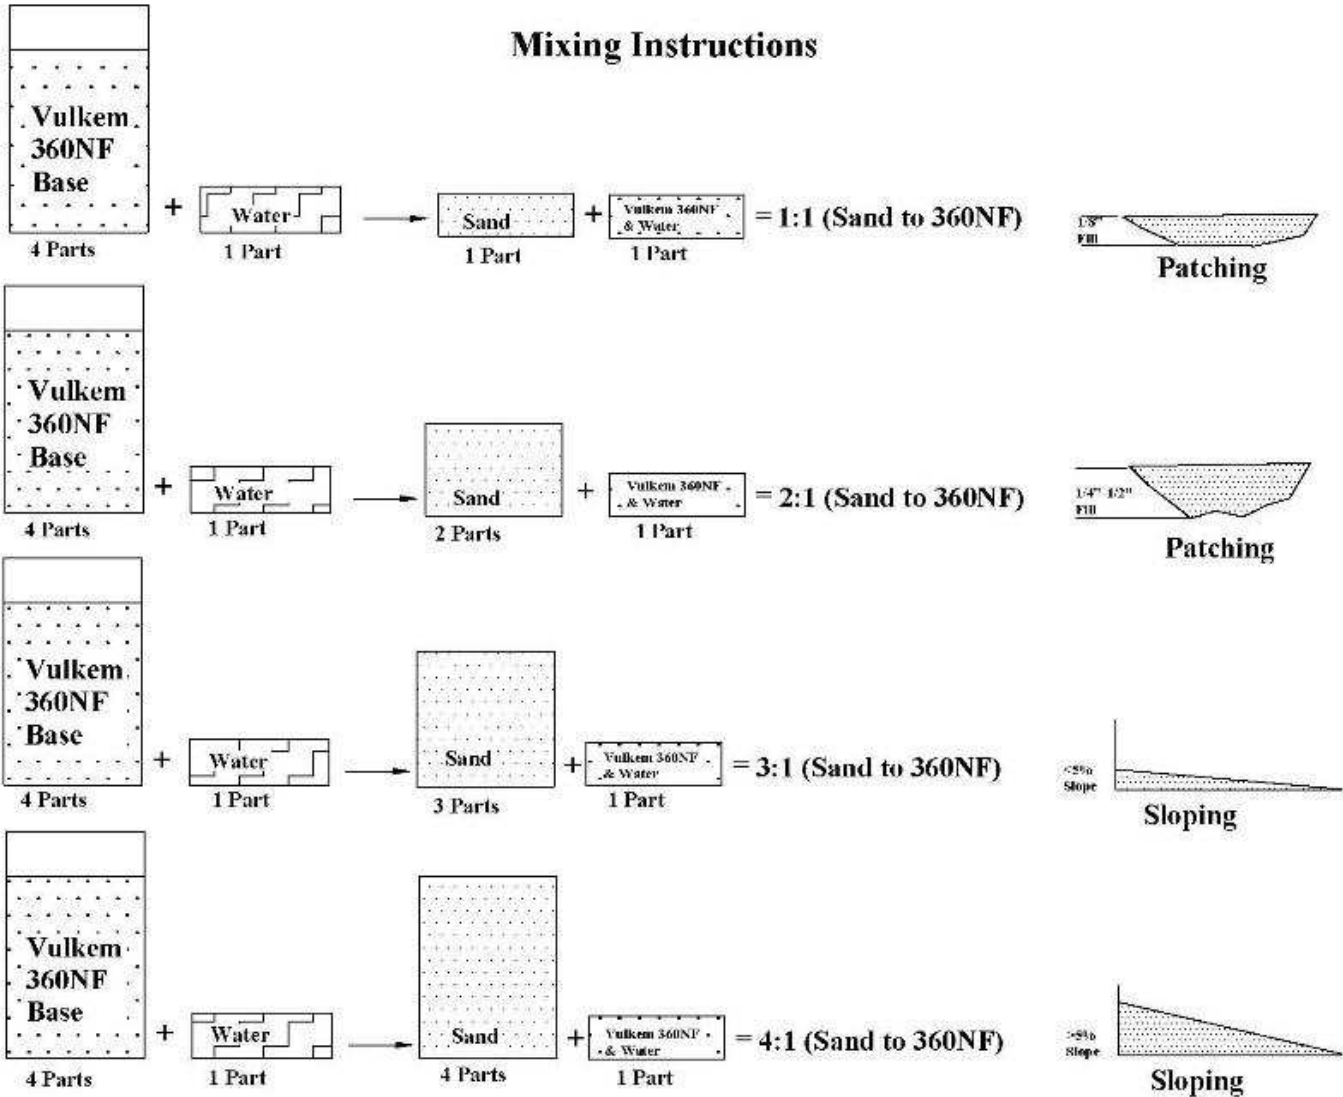 Mixing Instructions
Vulkem
360NF
Base
4 Parts
+
Water
1 Part
Sand
1 Part
+
Vulkem 360NF
& Water
1 Part
= 1:1 (Sand to 360NF)
1/8"
Fill
Patching
Vulkem
360NF
Base
4 Parts
+
Water
1 Part
Sand
2 Parts
+
Vulkem 360NF
& Water
1 Part
= 2:1 (Sand to 360NF)
1/4" 1/2"
Fill
Patching
Vulkem
360NF
Base
4 Parts
+
Water
1 Part
Sand
3 Parts
+
Vulkem 360NF
& Water
1 Part
= 3:1 (Sand to 360NF)
<5%
Slope
Sloping
Vulkem
360NF
Base
4 Parts
+
Water
1 Part
Sand
4 Parts
+
Vulkem 360NF
& Water
1 Part
= 4:1 (Sand to 360NF)
>5%
Slope
Sloping